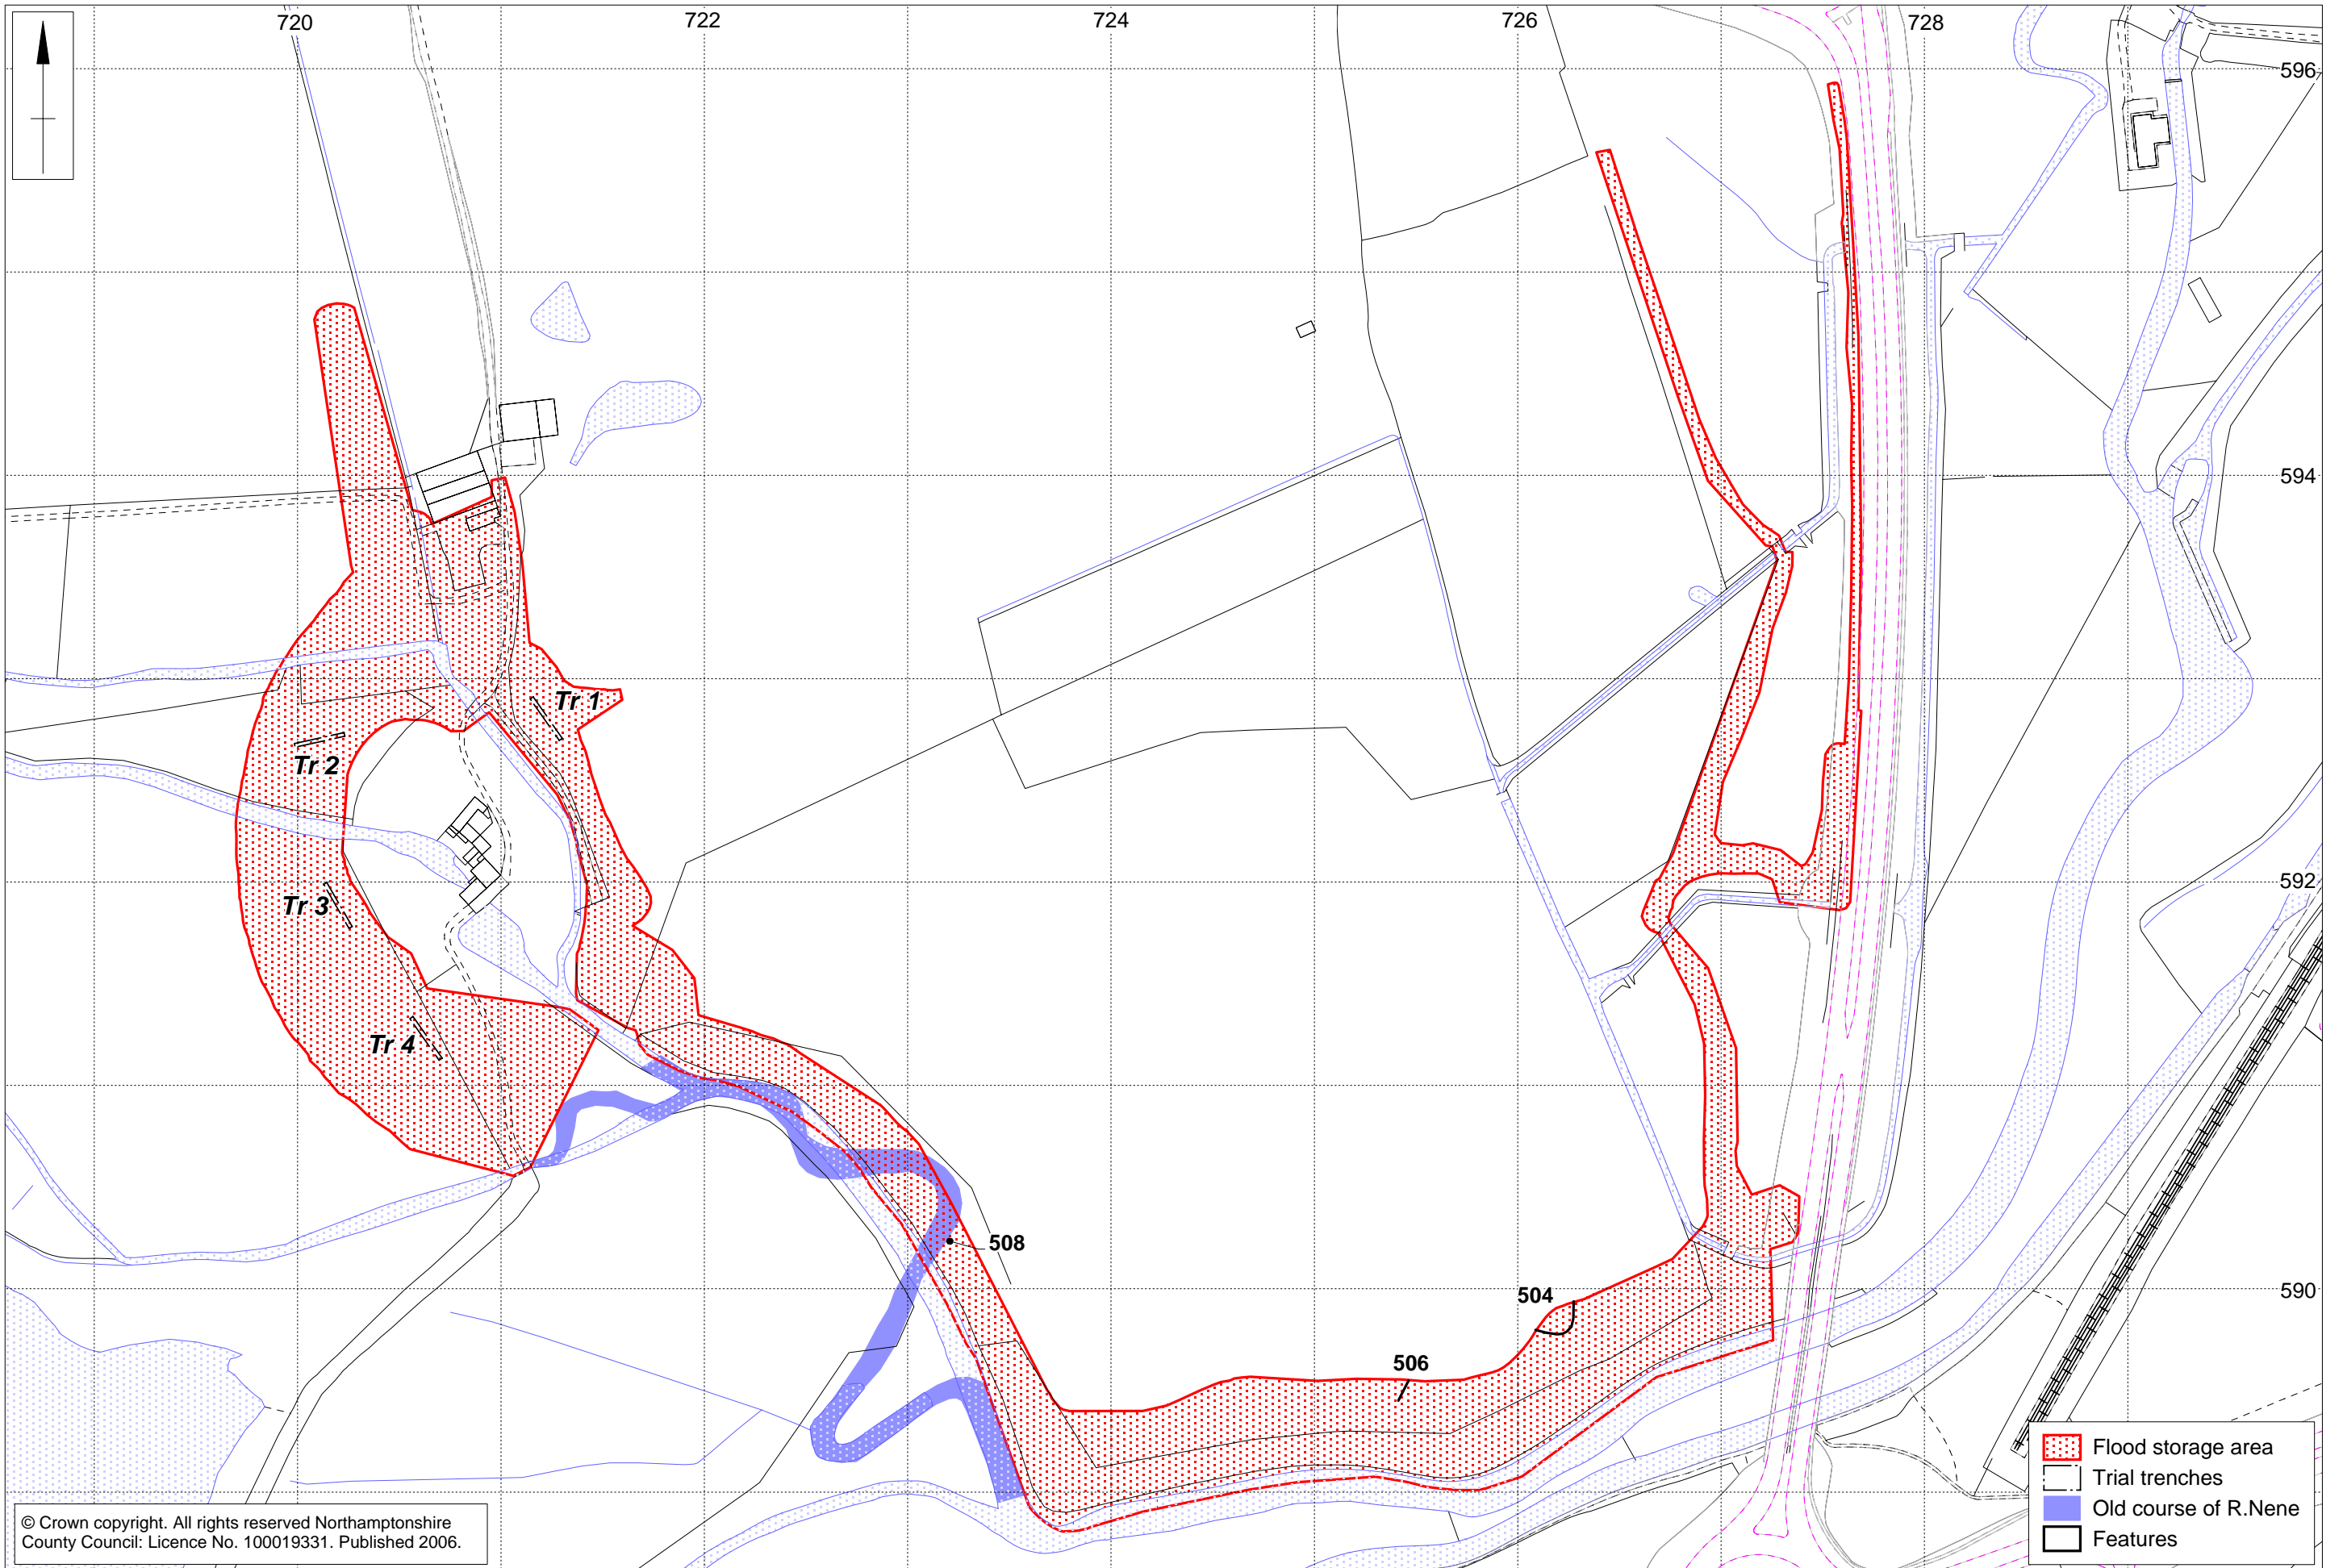 720
722
724
726
728
596
594
Tr 1
Tr 2
592
Tr 3
Tr 4
508
504
590
506
Flood storage area
Trial trenches
Old course of R.Nene
Features
© Crown copyright. All rights reserved Northamptonshire
County Council: Licence No. 100019331. Published 2006.